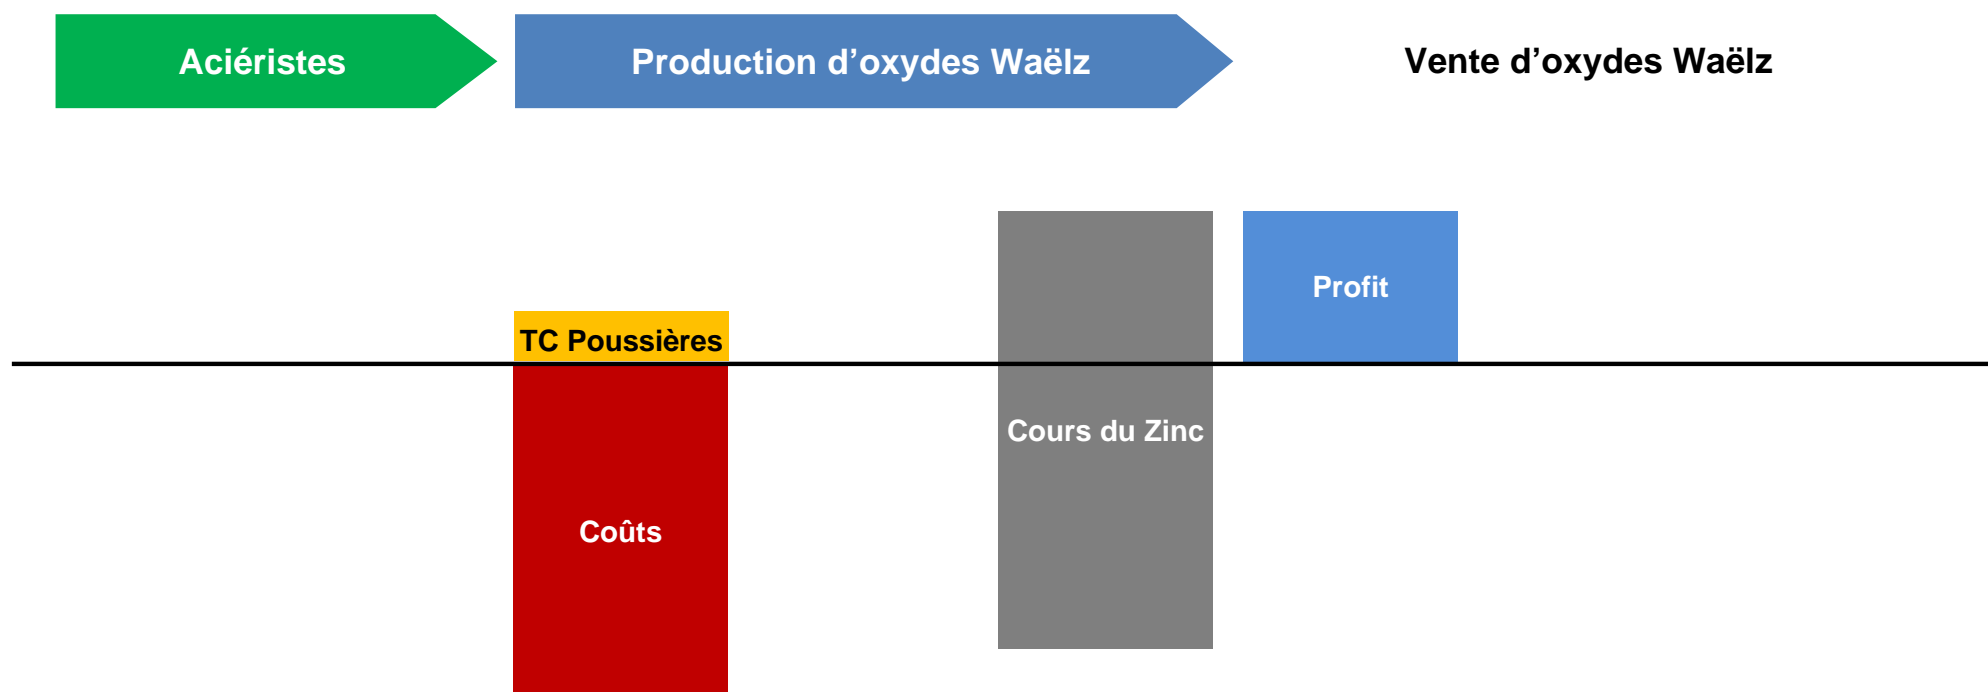 Aciéristes
Production d’oxydes Waëlz
Vente d’oxydes Waëlz
Profit
TC Poussières
Cours du Zinc
Coûts